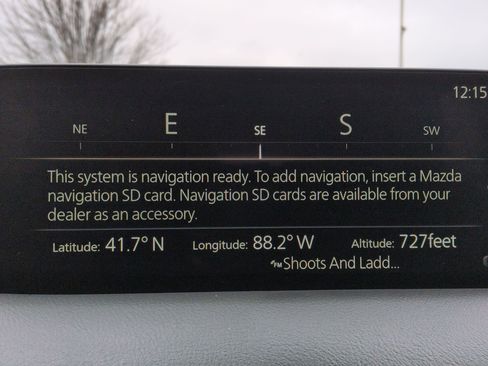 12:15
NE E SE S SW
This system is navigation ready. To add navigation, insert a Mazda
navigation SD card. Navigation SD cards are available from your
dealer as an accessory.
Latitude: 41.7° N Longitude: 88.2° W Altitude: 727feet
FM Shoots And Ladd...